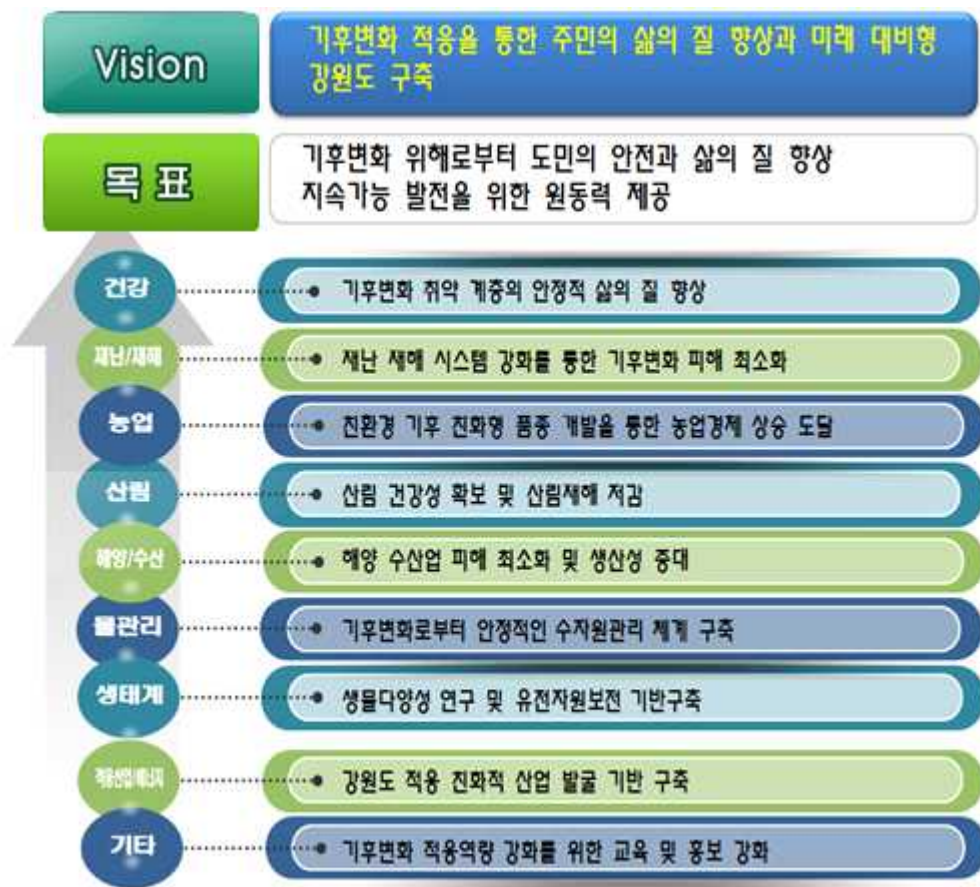 Vision
기후변화 적응을 통한 주민의 삶의 질 향상과 미래 대비형
강원도 구축
목표
기후변화 위해로부터 도민의 안전과 삶의 질 향상
지속가능 발전을 위한 원동력 제공
건강
기후변화 취약 계층의 안정적 삶의 질 향상
재난/재해
재난 재해 시스템 강화를 통한 기후변화 피해 최소화
농업
친환경 기후 친화형 품종 개발을 통한 농업경제 상승 도달
산림
산림 건강성 확보 및 산림재해 저감
해양/수산
해양 수산업 피해 최소화 및 생산성 증대
물관리
기후변화로부터 안정적인 수자원관리 체계 구축
생태계
생물다양성 연구 및 유전자원보전 기반구축
적응산업/에너지
강원도 적응 친화적 산업 발굴 기반 구축
기타
기후변화 적응역량 강화를 위한 교육 및 홍보 강화